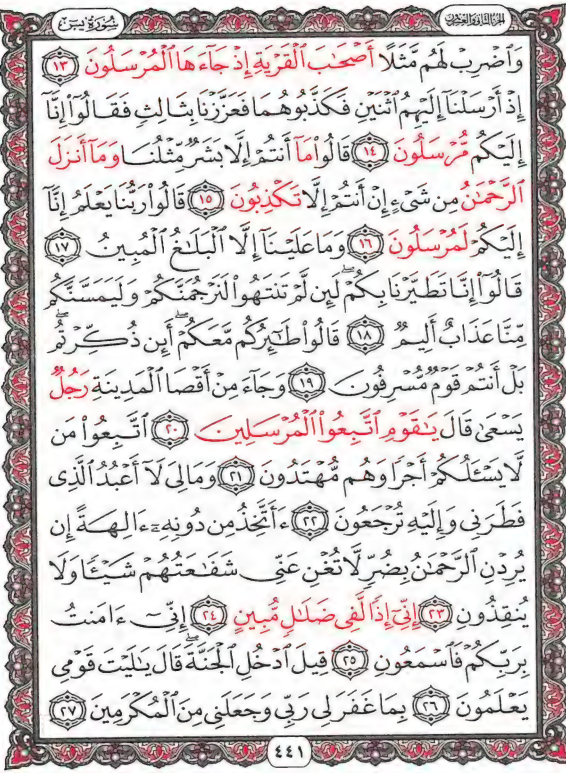 الجزء الثاني والعشرون سُورَةُ يسٓ
وَٱضۡرِبۡ لَهُم مَّثَلًا أَصۡحَٰبَ ٱلۡقَرۡيَةِ إِذۡ جَآءَهَا ٱلۡمُرۡسَلُونَ ١٣
إِذۡ أَرۡسَلۡنَآ إِلَيۡهِمُ ٱثۡنَيۡنِ فَكَذَّبُوهُمَا فَعَزَّزۡنَا بِثَالِثٖ فَقَالُوٓاْ إِنَّآ
إِلَيۡكُم مُّرۡسَلُونَ ١٤ قَالُواْ مَآ أَنتُمۡ إِلَّا بَشَرٞ مِّثۡلُنَا وَمَآ أَنزَلَ
ٱلرَّحۡمَٰنُ مِن شَيۡءٍ إِنۡ أَنتُمۡ إِلَّا تَكۡذِبُونَ ١٥ قَالُواْ رَبُّنَا يَعۡلَمُ إِنَّآ
إِلَيۡكُمۡ لَمُرۡسَلُونَ ١٦ وَمَا عَلَيۡنَآ إِلَّا ٱلۡبَلَٰغُ ٱلۡمُبِينُ ١٧
قَالُوٓاْ إِنَّا تَطَيَّرۡنَا بِكُمۡۖ لَئِن لَّمۡ تَنتَهُواْ لَنَرۡجُمَنَّكُمۡ وَلَيَمَسَّنَّكُم
مِّنَّا عَذَابٌ أَلِيمٞ ١٨ قَالُواْ طَٰٓئِرُكُم مَّعَكُمۡ أَئِن ذُكِّرۡتُمۚ
بَلۡ أَنتُمۡ قَوۡمٞ مُّسۡرِفُونَ ١٩ وَجَآءَ مِنۡ أَقۡصَا ٱلۡمَدِينَةِ رَجُلٞ
يَسۡعَىٰ قَالَ يَٰقَوۡمِ ٱتَّبِعُواْ ٱلۡمُرۡسَلِينَ ٢٠ ٱتَّبِعُواْ مَن
لَّا يَسۡـَٔلُكُمۡ أَجۡرٗا وَهُم مُّهۡتَدُونَ ٢١ وَمَالِيَ لَآ أَعۡبُدُ ٱلَّذِي
فَطَرَنِي وَإِلَيۡهِ تُرۡجَعُونَ ٢٢ ءَأَتَّخِذُ مِن دُونِهِۦٓ ءَالِهَةً إِن
يُرِدۡنِ ٱلرَّحۡمَٰنُ بِضُرّٖ لَّا تُغۡنِ عَنِّي شَفَٰعَتُهُمۡ شَيۡـٔٗا وَلَا
يُنقِذُونِ ٢٣ إِنِّيٓ إِذٗا لَّفِي ضَلَٰلٖ مُّبِينٍ ٢٤ إِنِّيٓ ءَامَنتُ
بِرَبِّكُمۡ فَٱسۡمَعُونِ ٢٥ قِيلَ ٱدۡخُلِ ٱلۡجَنَّةَۖ قَالَ يَٰلَيۡتَ قَوۡمِي
يَعۡلَمُونَ ٢٦ بِمَا غَفَرَ لِي رَبِّي وَجَعَلَنِي مِنَ ٱلۡمُكۡرَمِينَ ٢٧
٤٤١